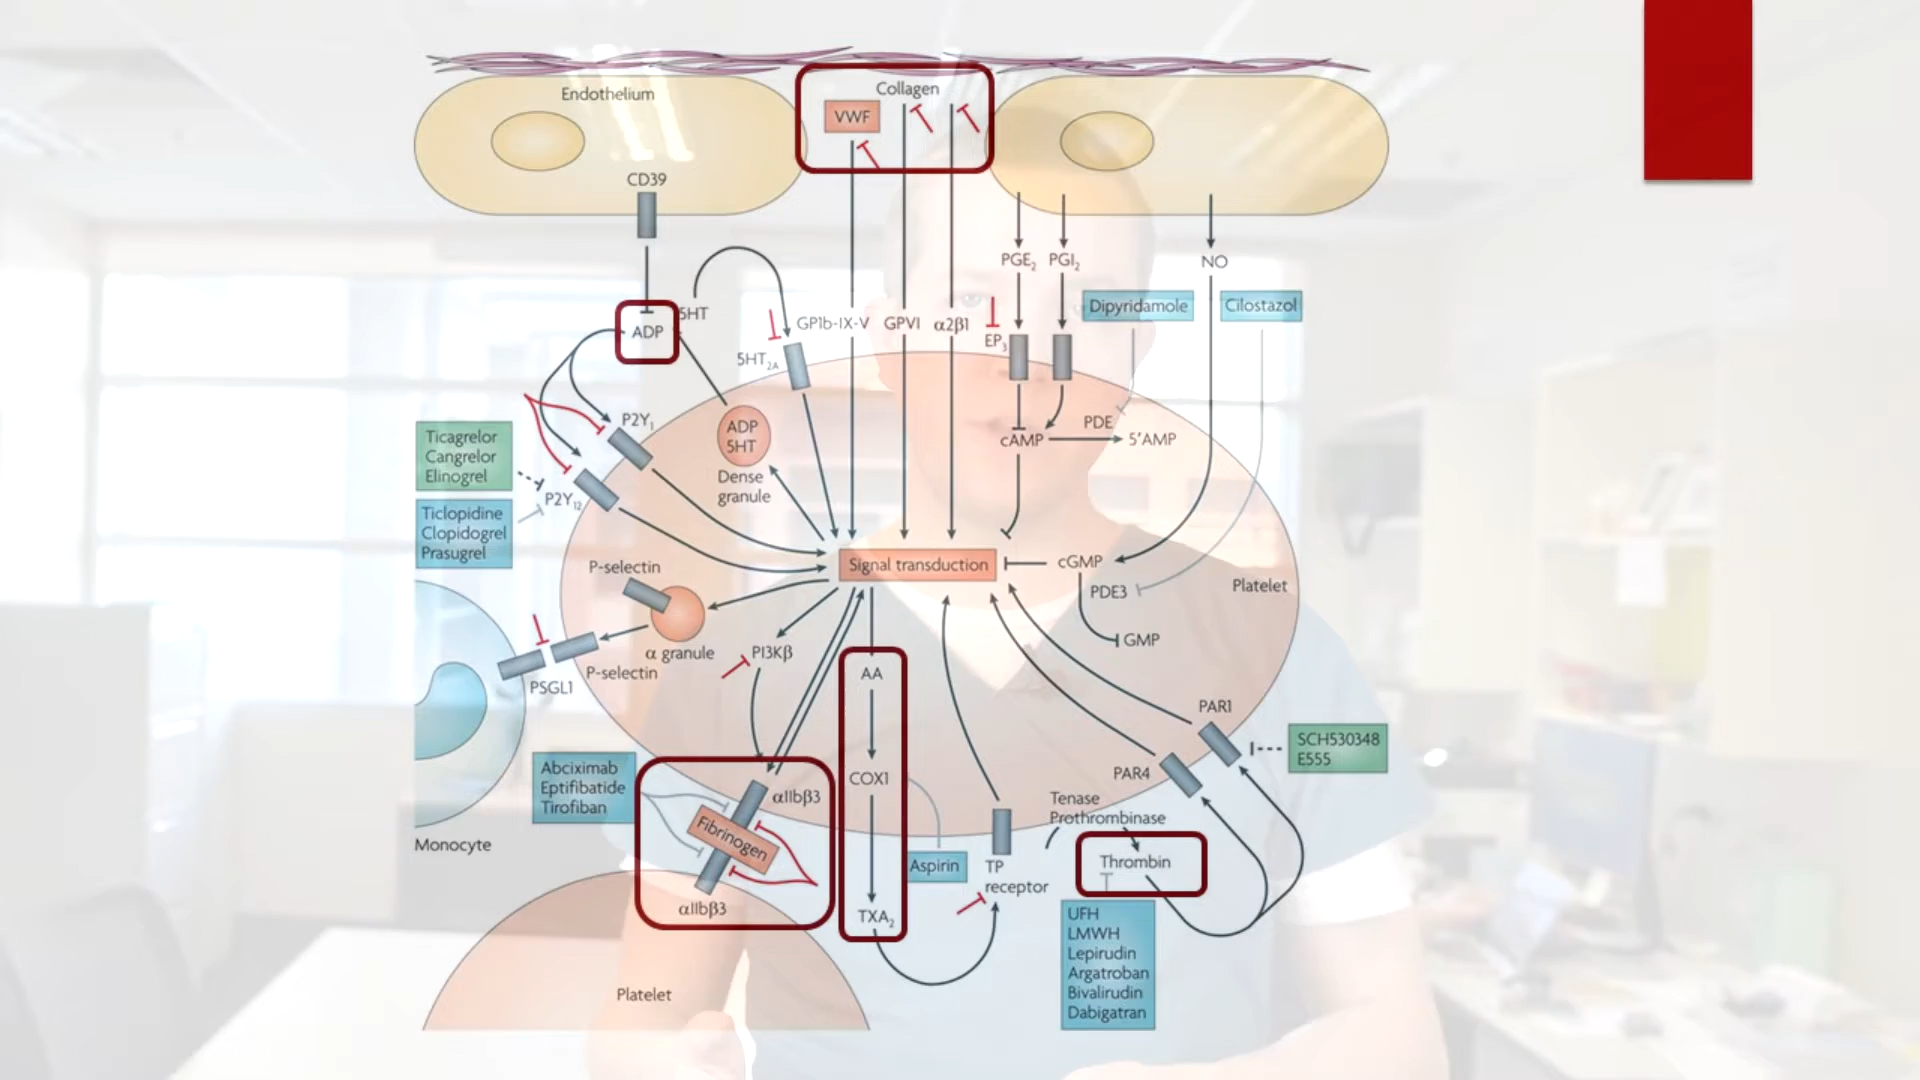 Endothelium
Collagen
VWF
CD39
PGE2
PGI2
NO
Dipyridamole
Cilostazol
5HT
ADP
GP1b-IX-V
GPVI
α2β1
EP3
5HT2A
P2Y1
ADP
5HT
Dense
granule
cAMP
PDE
5'AMP
Ticagrelor
Cangrelor
Elinogrel
P2Y12
Ticlopidine
Clopidogrel
Prasugrel
P-selectin
Signal transduction
cGMP
PDE3
Platelet
GMP
α granule
P-selectin
PSGL1
PI3Kβ
AA
PAR1
SCH530348
E555
PAR4
Abciximab
Eptifibatide
Tirofiban
αIIbβ3
Fibrinogen
αIIbβ3
COX1
Aspirin
TXA2
TP
receptor
Tenase
Prothrombinase
Thrombin
Monocyte
UFH
LMWH
Lepirudin
Argatroban
Bivalirudin
Dabigatran
Platelet